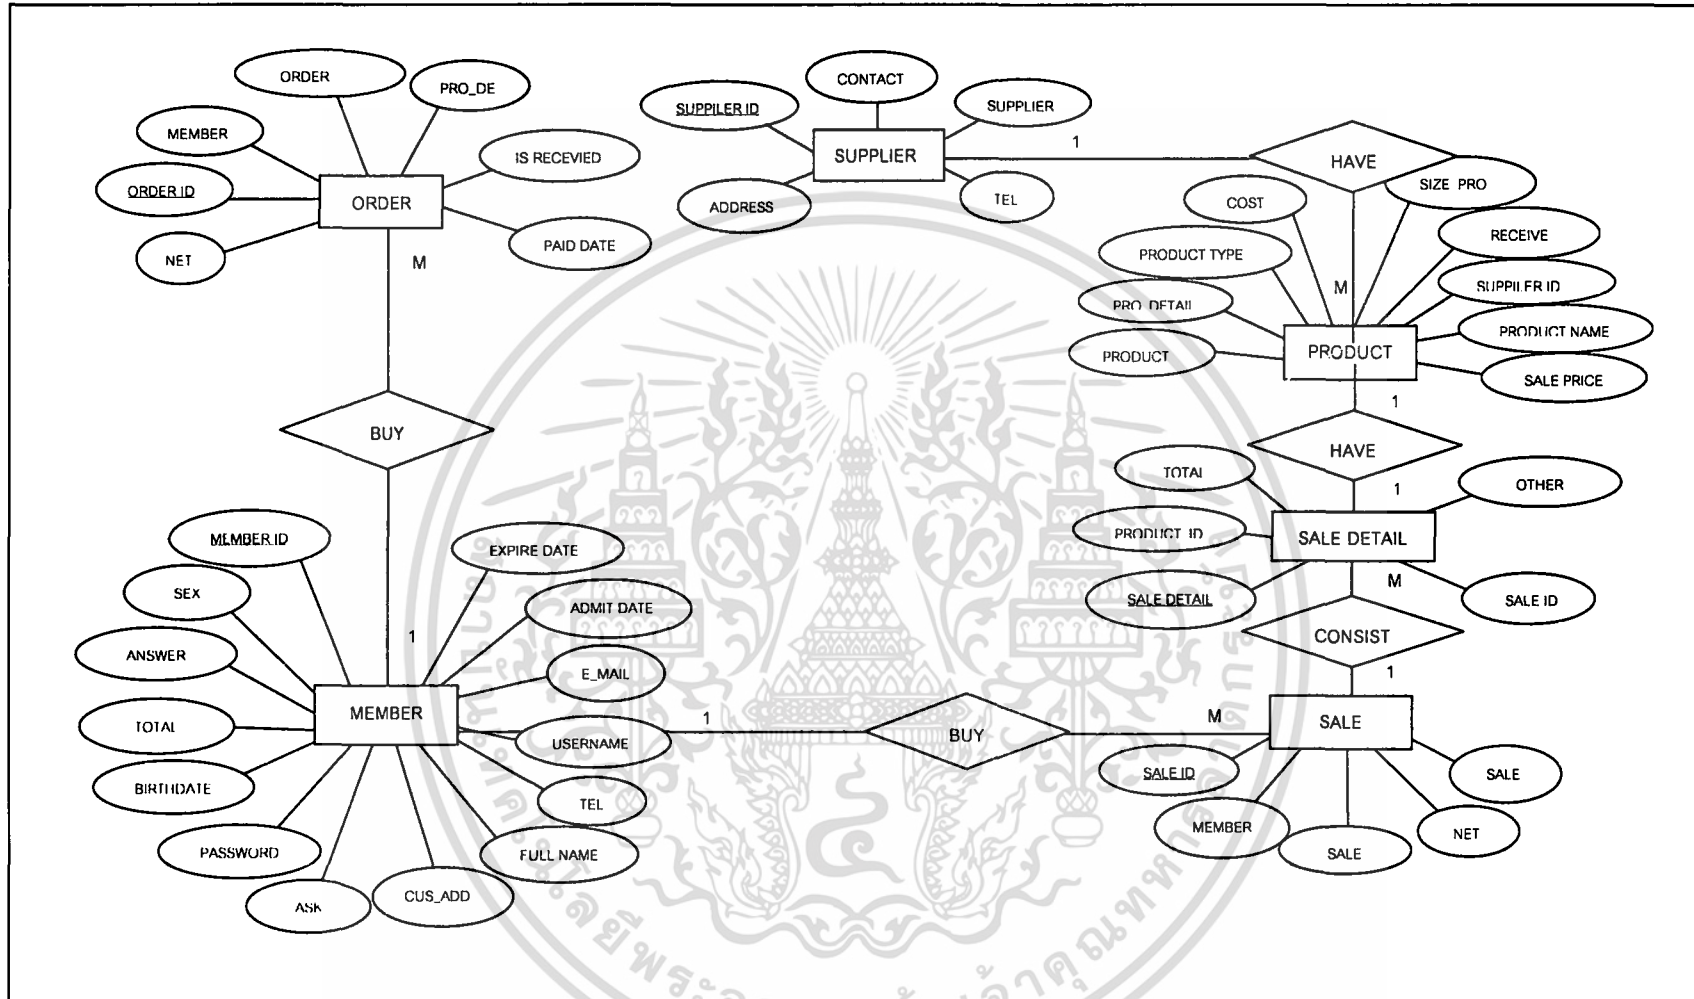 ORDER
PRO_DE
MEMBER
IS RECEVIED
ORDER ID
ORDER
NET
PAID DATE
M
CONTACT
SUPPILER ID
SUPPLIER
SUPPLIER
1
ADDRESS
TEL
HAVE
SIZE PRO
COST
RECEIVE
PRODUCT TYPE
SUPPILER ID
M
PRO_DETAIL
PRODUCT NAME
PRODUCT
PRODUCT
SALE PRICE
1
BUY
HAVE
TOTAL
1
OTHER
PRODUCT_ID
SALE DETAIL
M
SALE DETAIL
SALE ID
CONSIST
1
MEMBER ID
EXPIRE DATE
SEX
ADMIT DATE
1
ANSWER
E_MAIL
MEMBER
TOTAL
USERNAME
1
BUY
M
SALE
BIRTHDATE
TEL
SALE ID
SALE
PASSWORD
FULL NAME
MEMBER
SALE
NET
ASK
CUS_ADD